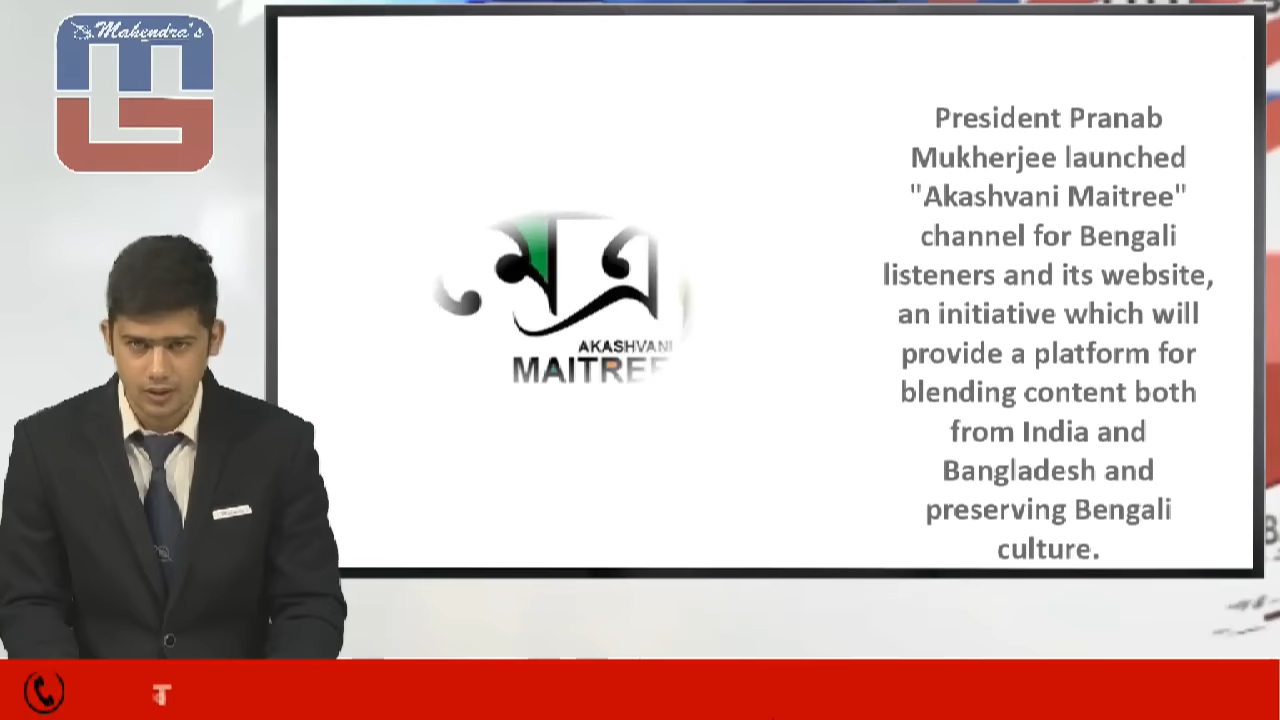 Mahendra's
President Pranab
Mukherjee launched
"Akashvani Maitree"
channel for Bengali
listeners and its website,
an initiative which will
provide a platform for
blending content both
from India and
Bangladesh and
preserving Bengali
culture.
AKASHVANI
MAITREE